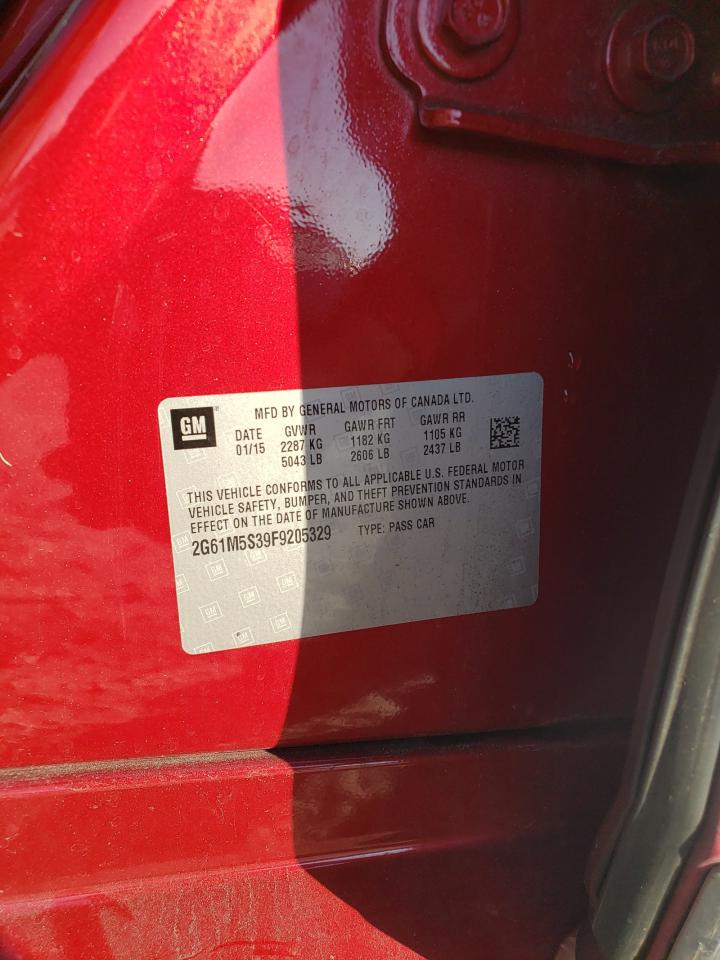 GM
MFD BY GENERAL MOTORS OF CANADA LTD.
DATE GVWR GAWR FRT GAWR RR
01/15 2287 KG 1182 KG 1105 KG
5043 LB 2606 LB 2437 LB
THIS VEHICLE CONFORMS TO ALL APPLICABLE U.S. FEDERAL MOTOR
VEHICLE SAFETY, BUMPER, AND THEFT PREVENTION STANDARDS IN
EFFECT ON THE DATE OF MANUFACTURE SHOWN ABOVE.
2G61M5S39F9205329 TYPE: PASS CAR